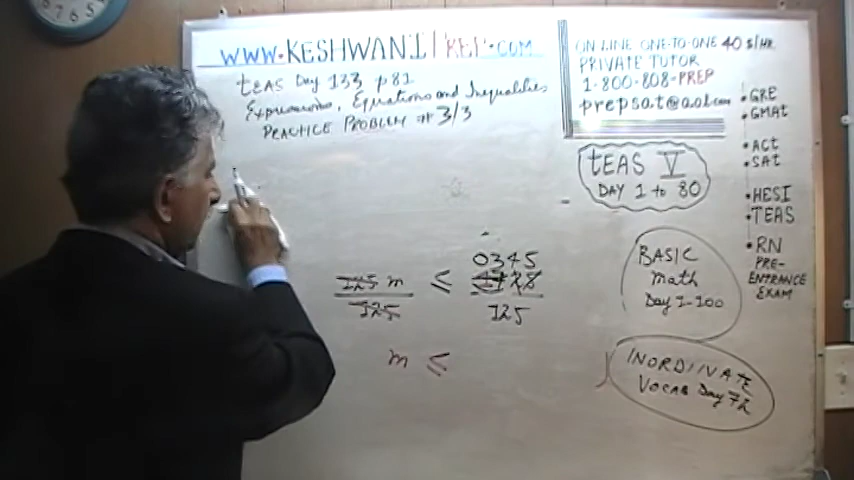 WWW.KESHWANI PREP.COM
tEAS Day 133 p81
Expressions, Equations and Inequalities
PRACTICE PROBLEM # 3/3
ON LINE ONE-TO-ONE 40 $/HR
PRIVATE TUTOR
1-800-808-PREP
prepsat@aol.com
tEAS V
DAY 1 to 80
• GRE
• GMAT
• ACT
• SAt
• HESI
• TEAS
• RN
PRE-
ENTRANCE
EXAM
BASIC
math
Day 1-100
INORDINATE
VOCAB Day 72
0345
125 m ≤
125 125
m ≤